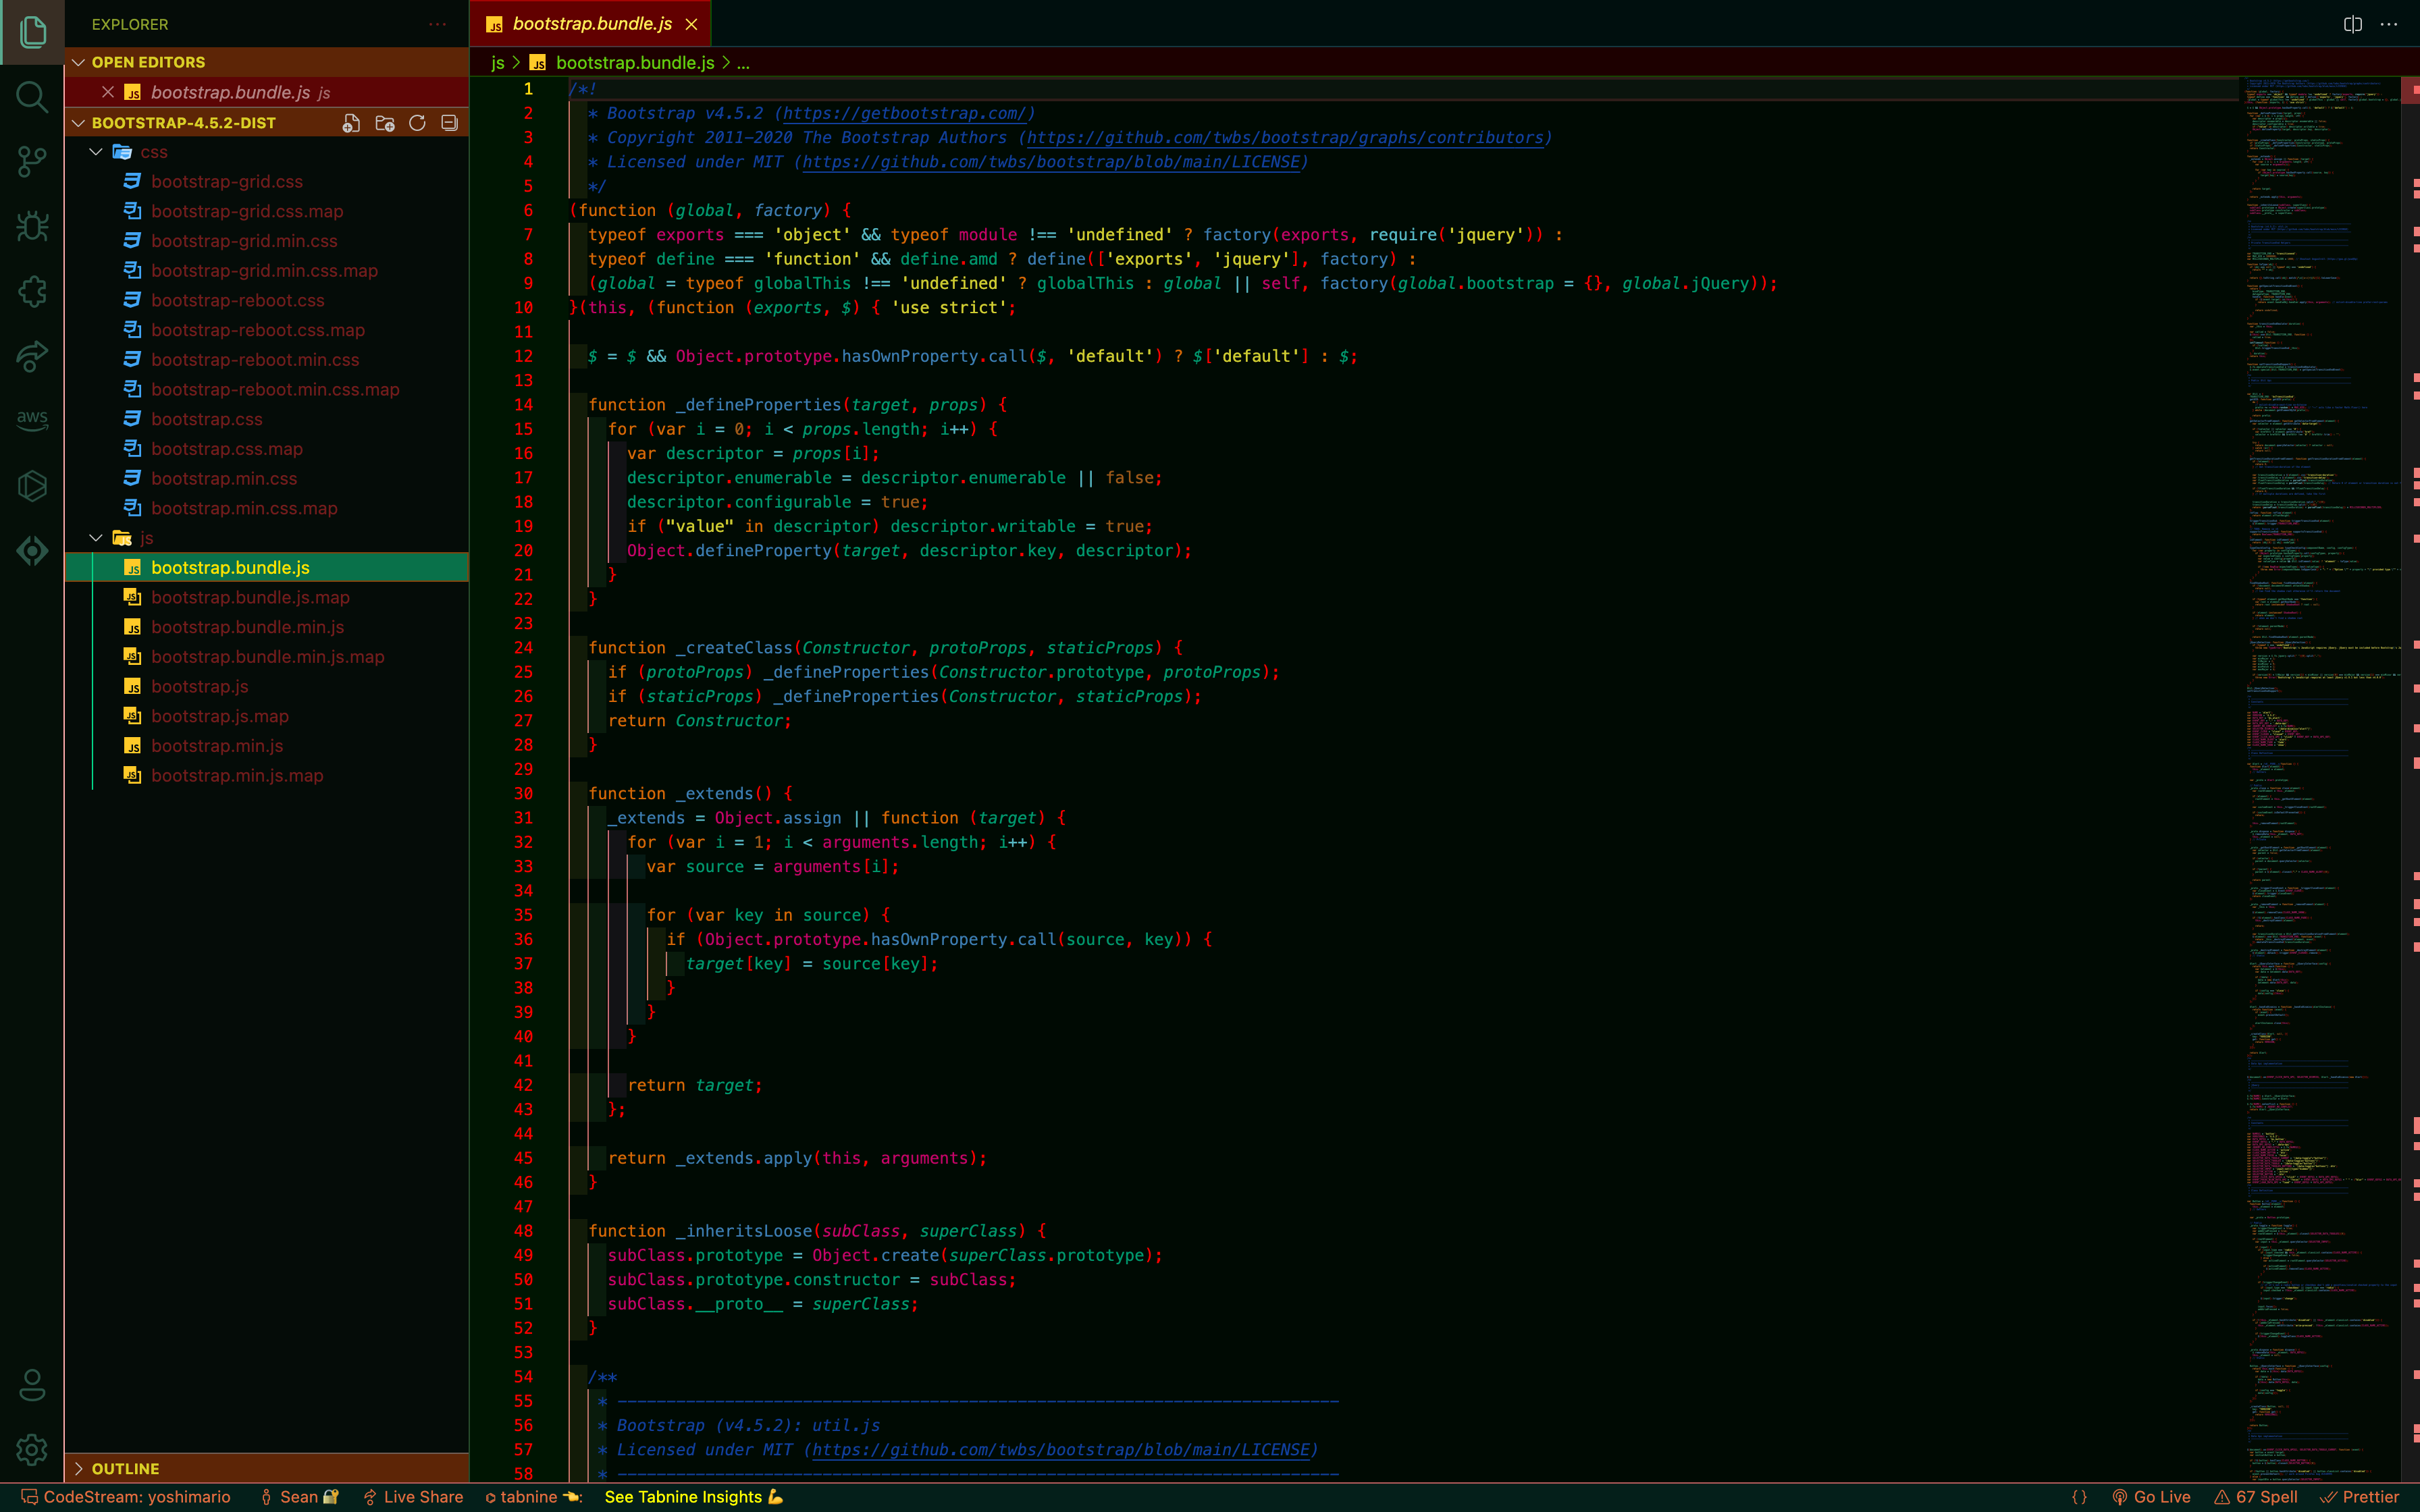 EXPLORER
OPEN EDITORS
bootstrap.bundle.js js
BOOTSTRAP-4.5.2-DIST
css
bootstrap-grid.css
bootstrap-grid.css.map
bootstrap-grid.min.css
bootstrap-grid.min.css.map
bootstrap-reboot.css
bootstrap-reboot.css.map
bootstrap-reboot.min.css
bootstrap-reboot.min.css.map
bootstrap.css
bootstrap.css.map
bootstrap.min.css
bootstrap.min.css.map
js
bootstrap.bundle.js
bootstrap.bundle.js.map
bootstrap.bundle.min.js
bootstrap.bundle.min.js.map
bootstrap.js
bootstrap.js.map
bootstrap.min.js
bootstrap.min.js.map
OUTLINE
aws
JS bootstrap.bundle.js
js > JS bootstrap.bundle.js > ...
1 /*!
2 * Bootstrap v4.5.2 (https://getbootstrap.com/)
3 * Copyright 2011–2020 The Bootstrap Authors (https://github.com/twbs/bootstrap/graphs/contributors)
4 * Licensed under MIT (https://github.com/twbs/bootstrap/blob/main/LICENSE)
5 */
6 (function (global, factory) {
7 typeof exports === 'object' && typeof module !== 'undefined' ? factory(exports, require('jquery')) :
8 typeof define === 'function' && define.amd ? define(['exports', 'jquery'], factory) :
9 (global = typeof globalThis !== 'undefined' ? globalThis : global || self, factory(global.bootstrap = {}, global.jQuery));
10 }(this, (function (exports, $) { 'use strict';
11
12 $ = $ && Object.prototype.hasOwnProperty.call($, 'default') ? $['default'] : $;
13
14 function _defineProperties(target, props) {
15 for (var i = 0; i < props.length; i++) {
16 var descriptor = props[i];
17 descriptor.enumerable = descriptor.enumerable || false;
18 descriptor.configurable = true;
19 if ("value" in descriptor) descriptor.writable = true;
20 Object.defineProperty(target, descriptor.key, descriptor);
21 }
22 }
23
24 function _createClass(Constructor, protoProps, staticProps) {
25 if (protoProps) _defineProperties(Constructor.prototype, protoProps);
26 if (staticProps) _defineProperties(Constructor, staticProps);
27 return Constructor;
28 }
29
30 function _extends() {
31 _extends = Object.assign || function (target) {
32 for (var i = 1; i < arguments.length; i++) {
33 var source = arguments[i];
34
35 for (var key in source) {
36 if (Object.prototype.hasOwnProperty.call(source, key)) {
37 target[key] = source[key];
38 }
39 }
40 }
41
42 return target;
43 };
44
45 return _extends.apply(this, arguments);
46 }
47
48 function _inheritsLoose(subClass, superClass) {
49 subClass.prototype = Object.create(superClass.prototype);
50 subClass.prototype.constructor = subClass;
51 subClass.__proto__ = superClass;
52 }
53
54 /**
55 * --------------------------------------------------------------------------
56 * Bootstrap (v4.5.2): util.js
57 * Licensed under MIT (https://github.com/twbs/bootstrap/blob/main/LICENSE)
58 * --------------------------------------------------------------------------
CodeStream: yoshimario Sean 🔐 Live Share tabnine 👈: See Tabnine Insights 💪 {} Go Live 67 Spell Prettier